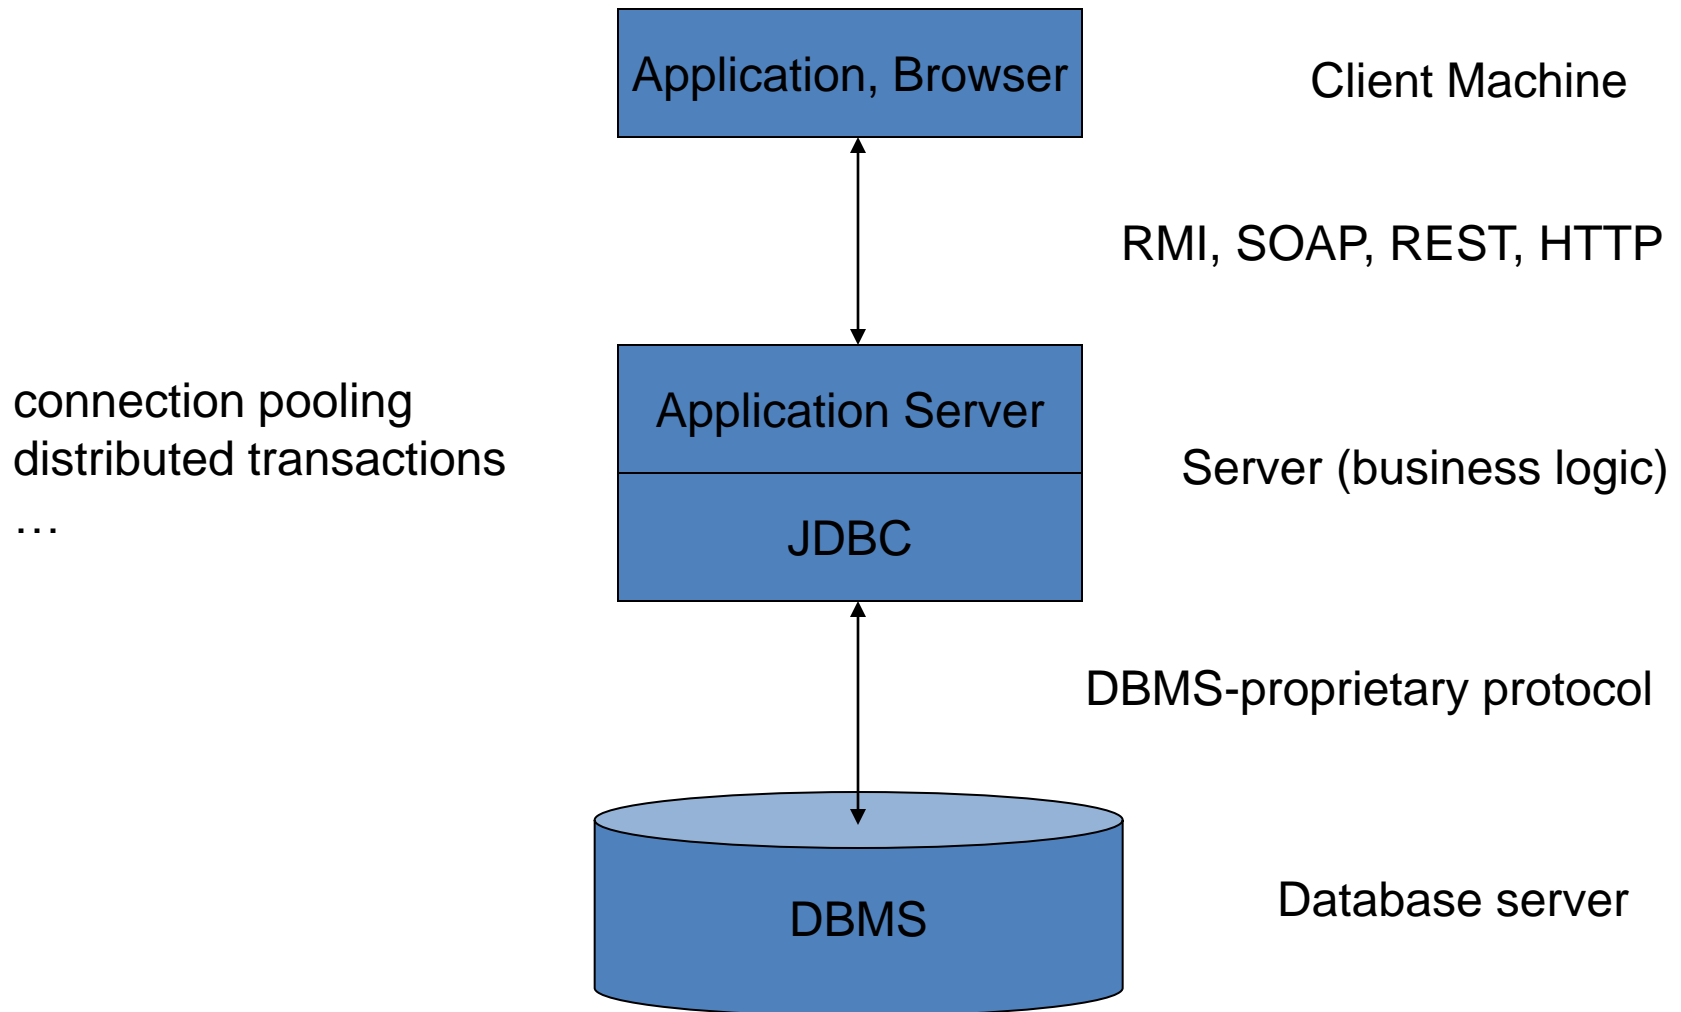 Application, Browser
Client Machine
RMI, SOAP, REST, HTTP
connection pooling
distributed transactions
…
Application Server
JDBC
Server (business logic)
DBMS-proprietary protocol
DBMS
Database server